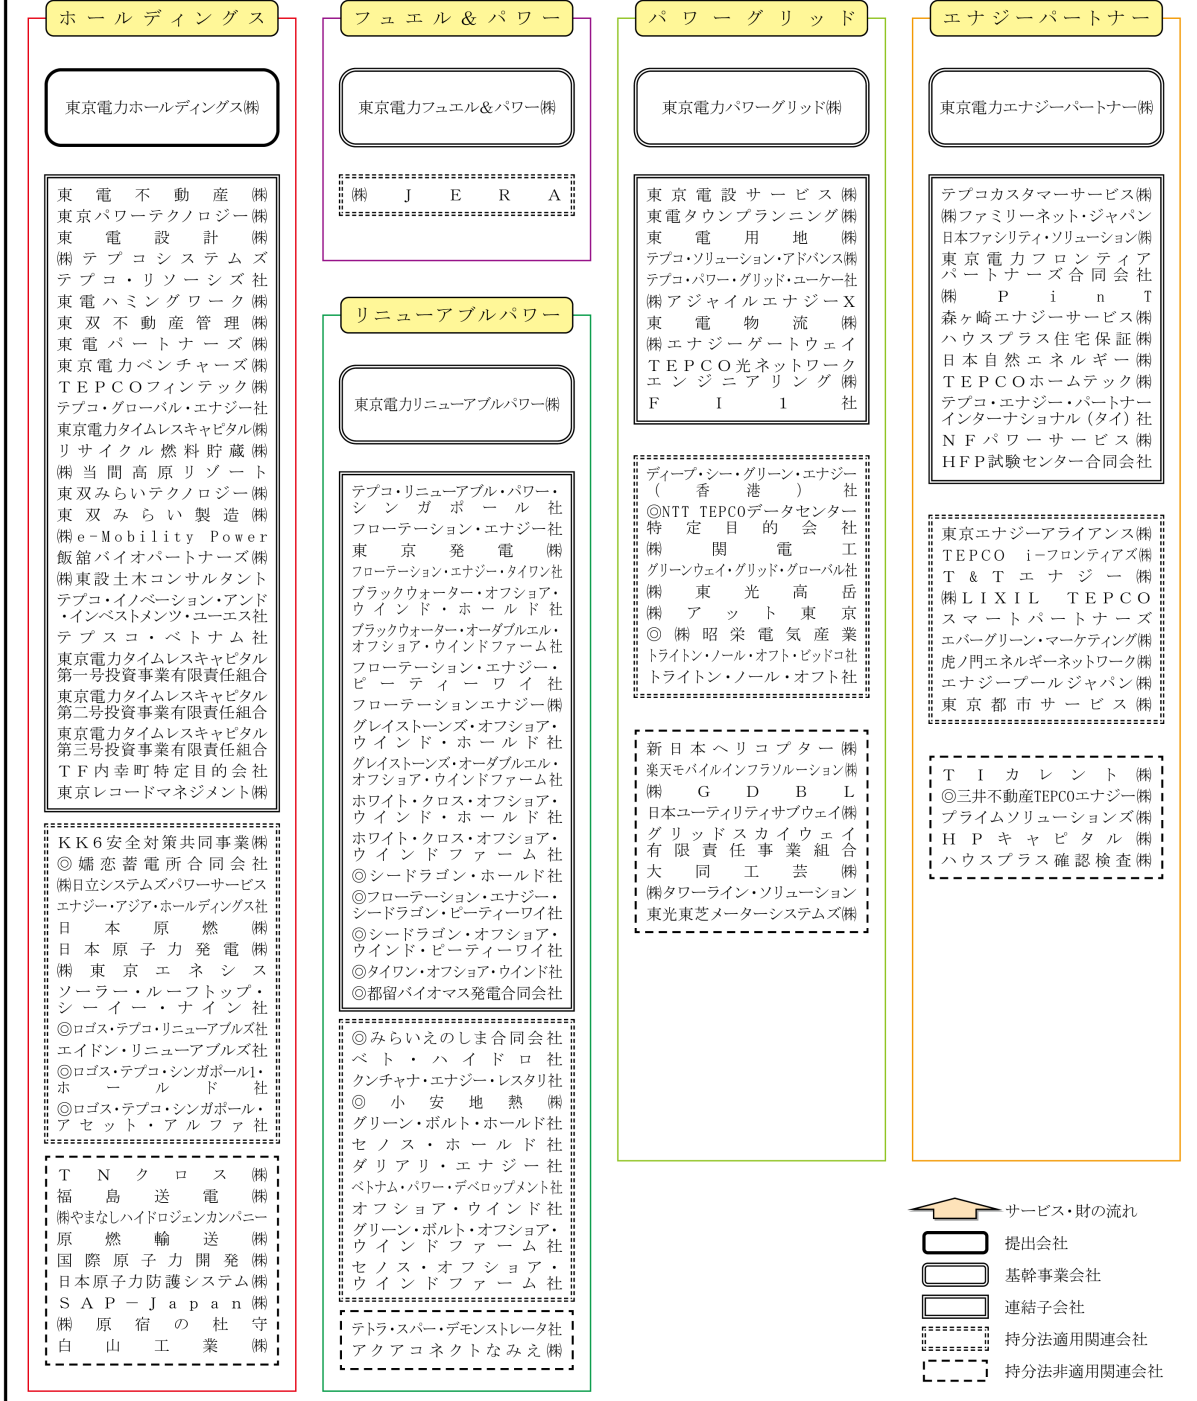 ホールディングス
東京電力ホールディングス㈱
東電不動産㈱
東京パワーテクノロジー㈱
東電設計㈱
㈱テプコシステムズ
テプコ・リソーシズ社
東電ハミングワーク㈱
東双不動産管理㈱
東電パートナーズ㈱
東京電力ベンチャーズ㈱
TEPCOフィンテック㈱
テプコ・グローバル・エナジー社
東京電力タイムレスキャピタル㈱
リサイクル燃料貯蔵㈱
㈱当間高原リゾート
東双みらいテクノロジー㈱
東双みらい製造㈱
㈱e-Mobility Power
飯舘バイオパートナーズ㈱
㈱東設土木コンサルタント
テプコ・イノベーション・アンド
・インベストメンツ・ユーエス社
テプスコ・ベトナム社
東京電力タイムレスキャピタル
第一号投資事業有限責任組合
東京電力タイムレスキャピタル
第二号投資事業有限責任組合
東京電力タイムレスキャピタル
第三号投資事業有限責任組合
TF内幸町特定目的会社
東京レコードマネジメント㈱
KK6安全対策共同事業㈱
◎嬬恋蓄電所合同会社
㈱日立システムズパワーサービス
エナジー・アジア・ホールディングス社
日本原燃㈱
日本原子力発電㈱
㈱東京エネシス
ソーラー・ルーフトップ・
シーイー・ナイン社
◎ロゴス・テプコ・リニューアブルズ社
エイドン・リニューアブルズ社
◎ロゴス・テプコ・シンガポール1・
ホールド社
◎ロゴス・テプコ・シンガポール・
アセット・アルファ社
TNクロス㈱
福島送電㈱
㈱やまなしハイドロジェンカンパニー
原燃輸送㈱
国際原子力開発㈱
日本原子力防護システム㈱
SAP－Japan㈱
㈱原宿の杜守
白山工業㈱
フュエル＆パワー
東京電力フュエル＆パワー㈱
㈱JERA
リニューアブルパワー
東京電力リニューアブルパワー㈱
テプコ・リニューアブル・パワー・
シンガポール社
フローテーション・エナジー社
東京発電㈱
フローテーション・エナジー・タイワン社
ブラックウォーター・オフショア・
ウインド・ホールド社
ブラックウォーター・オーダブルエル・
オフショア・ウインドファーム社
フローテーション・エナジー・
ピーティーワイ社
フローテーションエナジー㈱
グレイストーンズ・オフショア・
ウインド・ホールド社
グレイストーンズ・オーダブルエル・
オフショア・ウインドファーム社
ホワイト・クロス・オフショア・
ウインド・ホールド社
ホワイト・クロス・オフショア・
ウインドファーム社
◎シードラゴン・ホールド社
◎フローテーション・エナジー・
シードラゴン・ピーティーワイ社
◎シードラゴン・オフショア・
ウインド・ピーティーワイ社
◎タイワン・オフショア・ウインド社
◎都留バイオマス発電合同会社
◎みらいえのしま合同会社
ベト・ハイドロ社
クンチャナ・エナジー・レスタリ社
◎小安地熱㈱
グリーン・ボルト・ホールド社
セノス・ホールド社
ダリアリ・エナジー社
ベトナム・パワー・デベロップメント社
オフショア・ウインド社
グリーン・ボルト・オフショア・
ウインドファーム社
セノス・オフショア・
ウインドファーム社
テトラ・スパー・デモンストレータ社
アクアコネクトなみえ㈱
パワーグリッド
東京電力パワーグリッド㈱
東京電設サービス㈱
東電タウンプランニング㈱
東電用地㈱
テプコ・ソリューション・アドバンス㈱
テプコ・パワー・グリッド・ユーケー社
㈱アジャイルエナジーX
東電物流㈱
㈱エナジーゲートウェイ
TEPCO光ネットワーク
エンジニアリング㈱
FI1社
ディープ・シー・グリーン・エナジー
（香港）社
◎NTT TEPCOデータセンター
特定目的会社
㈱関電工
グリーンウェイ・グリッド・グローバル社
㈱東光高岳
㈱アット東京
◎㈱昭栄電気産業
トライトン・ノール・オフト・ビッドコ社
トライトン・ノール・オフト社
新日本ヘリコプター㈱
楽天モバイルインフラソルーション㈱
㈱GDBL
日本ユーティリティサブウェイ㈱
グリッドスカイウェイ
有限責任事業組合
大同工芸㈱
㈱タワーライン・ソリューション
東光東芝メーターシステムズ㈱
エナジーパートナー
東京電力エナジーパートナー㈱
テプコカスタマーサービス㈱
㈱ファミリーネット・ジャパン
日本ファシリティ・ソリューション㈱
東京電力フロンティア
パートナーズ合同会社
㈱PinT
森ヶ崎エナジーサービス㈱
ハウスプラス住宅保証㈱
日本自然エネルギー㈱
TEPCOホームテック㈱
テプコ・エナジー・パートナー
インターナショナル（タイ）社
NFパワーサービス㈱
HFP試験センター合同会社
東京エナジーアライアンス㈱
TEPCO i-フロンティアズ㈱
T＆Tエナジー㈱
㈱LIXIL TEPCO
スマートパートナーズ
エバーグリーン・マーケティング㈱
虎ノ門エネルギーネットワーク㈱
エナジープールジャパン㈱
東京都市サービス㈱
TIカレント㈱
◎三井不動産TEPCOエナジー㈱
プライムソリューションズ㈱
HPキャピタル㈱
ハウスプラス確認検査㈱
サービス・財の流れ
提出会社
基幹事業会社
連結子会社
持分法適用関連会社
持分法非適用関連会社